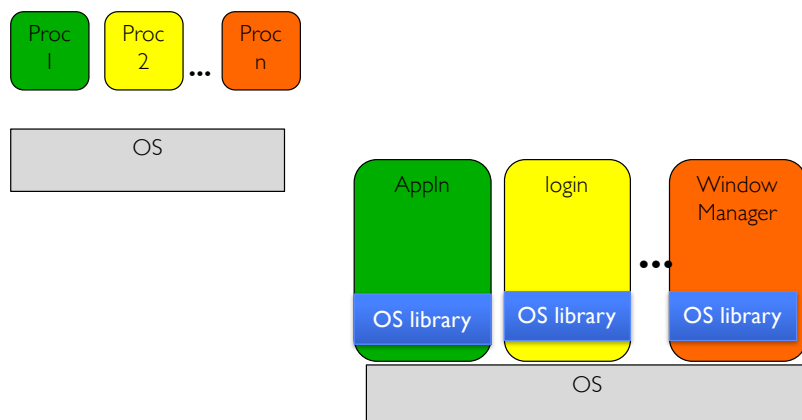 Proc
1
Proc
2
...
Proc
n
OS
Appln
login
...
Window
Manager
OS library
OS library
OS library
OS